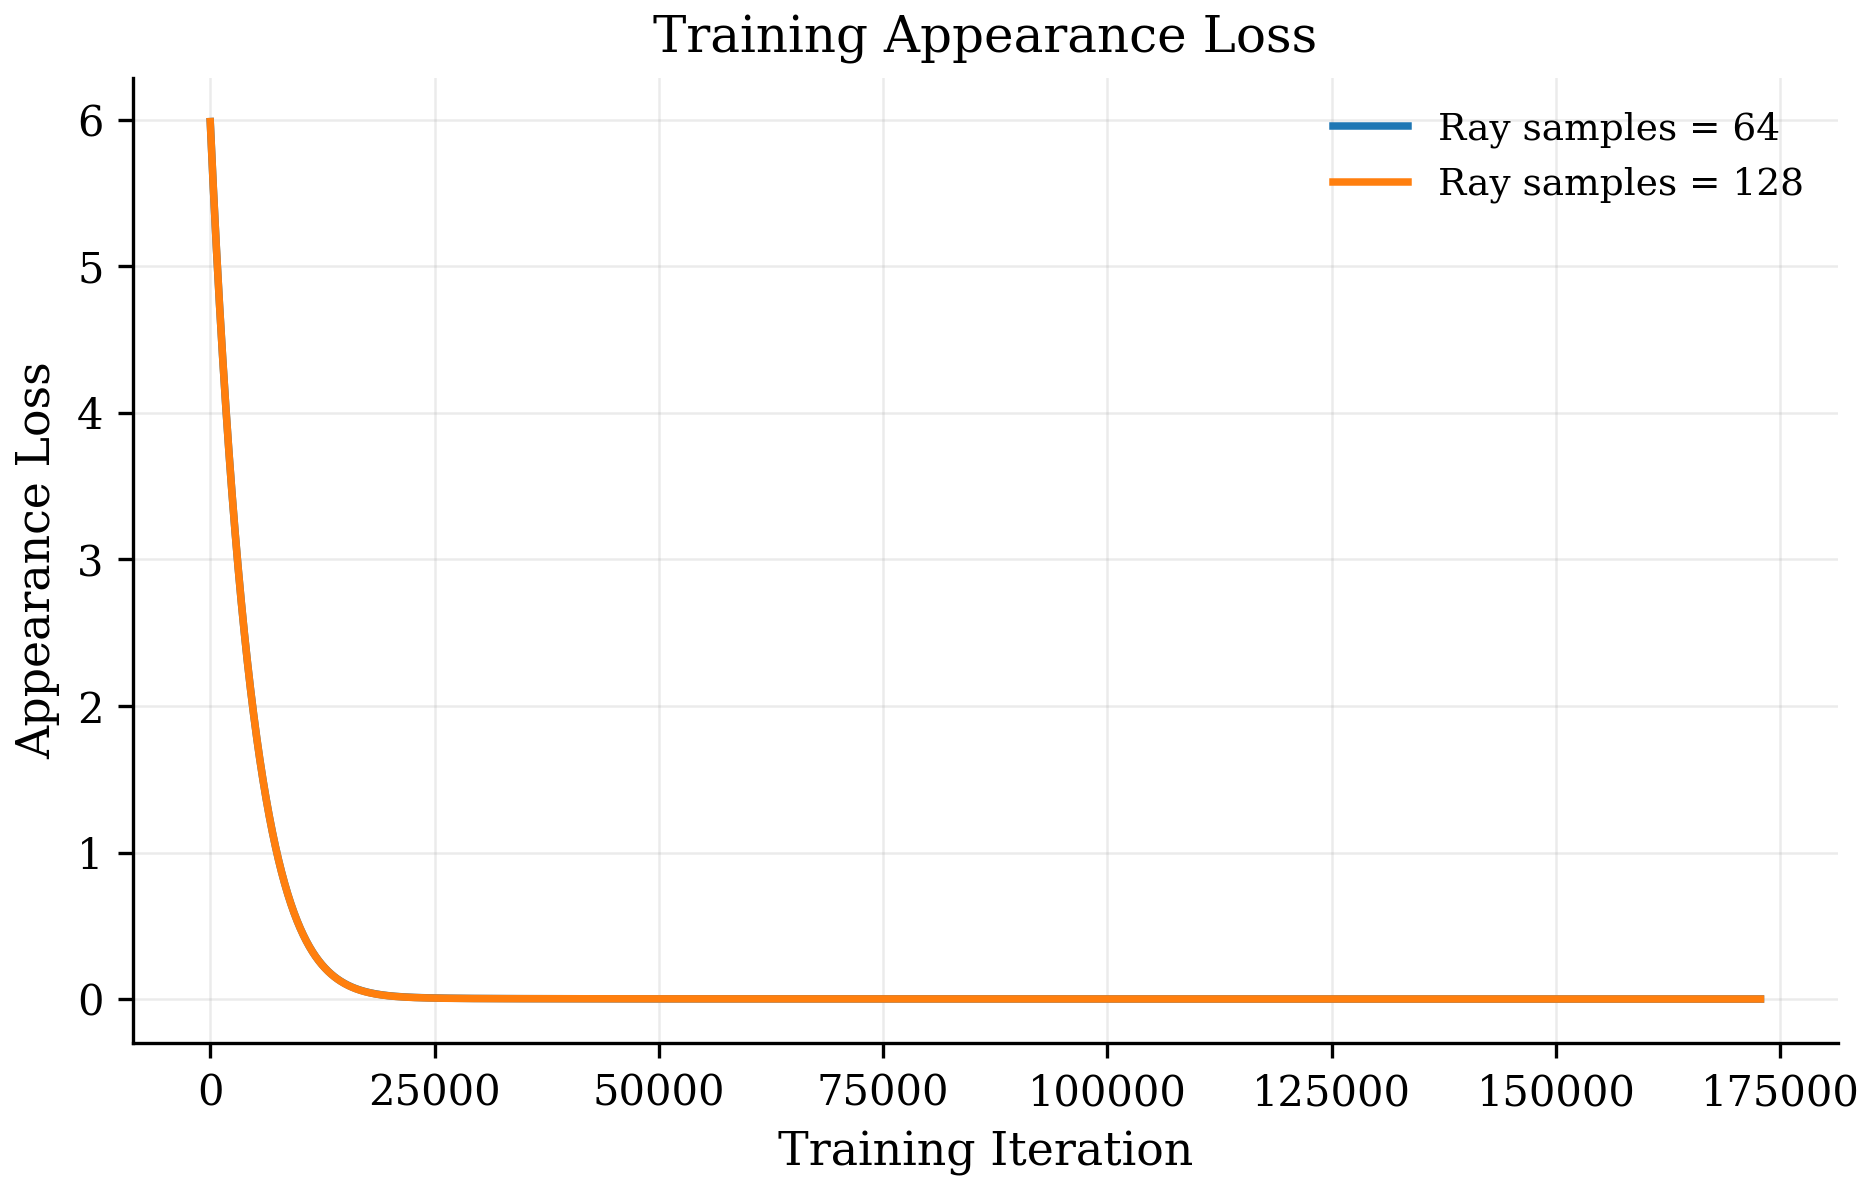 Training Appearance Loss
Ray samples = 64
Ray samples = 128
Appearance Loss
6
5
4
3
2
1
0
0 25000 50000 75000 100000 125000 150000 175000
Training Iteration